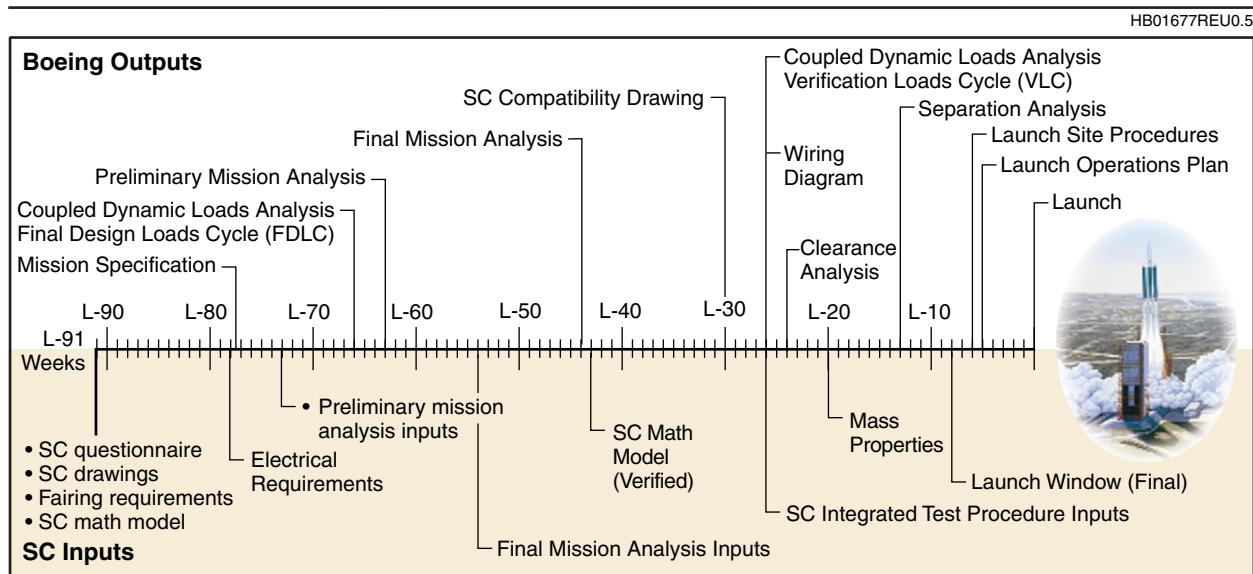 HB01677REU0.5
Boeing Outputs
Coupled Dynamic Loads Analysis
Verification Loads Cycle (VLC)
SC Compatibility Drawing
Separation Analysis
Final Mission Analysis
Launch Site Procedures
Wiring
Diagram
Launch Operations Plan
Preliminary Mission Analysis
Launch
Coupled Dynamic Loads Analysis
Final Design Loads Cycle (FDLC)
Clearance
Analysis
Mission Specification
L-90 L-80 L-70 L-60 L-50 L-40 L-30 L-20 L-10
L-91
Weeks
• Preliminary mission
analysis inputs
• SC questionnaire
• SC drawings
• Fairing requirements
• SC math model
Electrical
Requirements
SC Math
Model
(Verified)
Mass
Properties
Launch Window (Final)
SC Integrated Test Procedure Inputs
Final Mission Analysis Inputs
SC Inputs